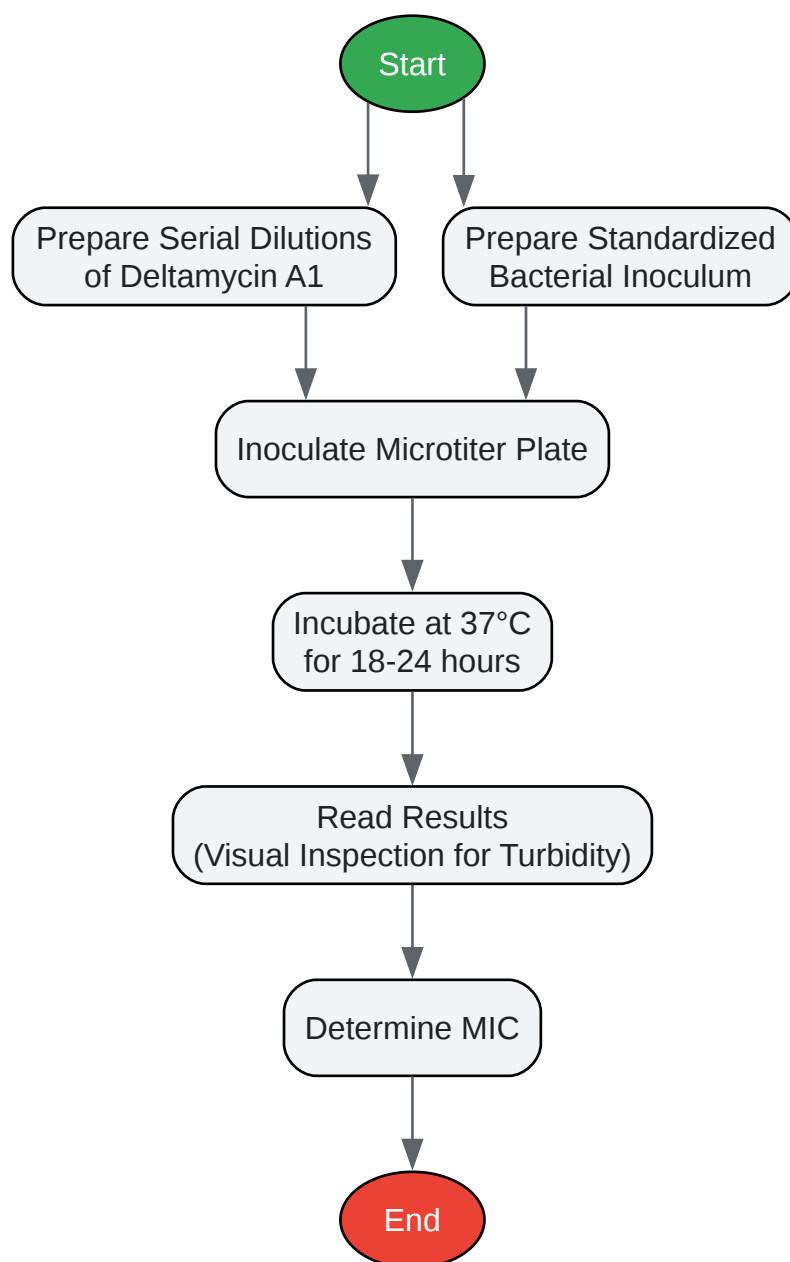 Start
Prepare Serial Dilutions
of Deltamycin A1
Prepare Standardized
Bacterial Inoculum
Inoculate Microtiter Plate
Incubate at 37°C
for 18-24 hours
Read Results
(Visual Inspection for Turbidity)
Determine MIC
End